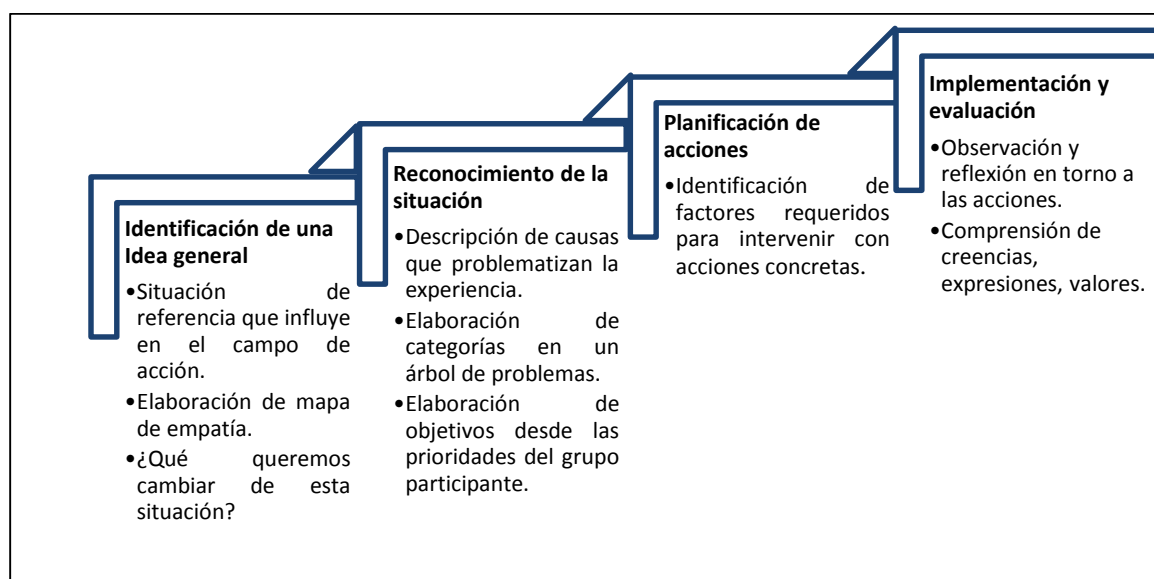 Identificación de una
Idea general
•Situación de
referencia que influye
en el campo de
acción.
•Elaboración de mapa
de empatía.
•¿Qué queremos
cambiar de esta
situación?
Reconocimiento de la
situación
•Descripción de causas
que problematizan la
experiencia.
•Elaboración de
categorías en un
árbol de problemas.
•Elaboración de
objetivos desde las
prioridades del grupo
participante.
Planificación de
acciones
•Identificación de
factores requeridos
para intervenir con
acciones concretas.
Implementación y
evaluación
•Observación y
reflexión en torno a
las acciones.
•Comprensión de
creencias,
expresiones, valores.